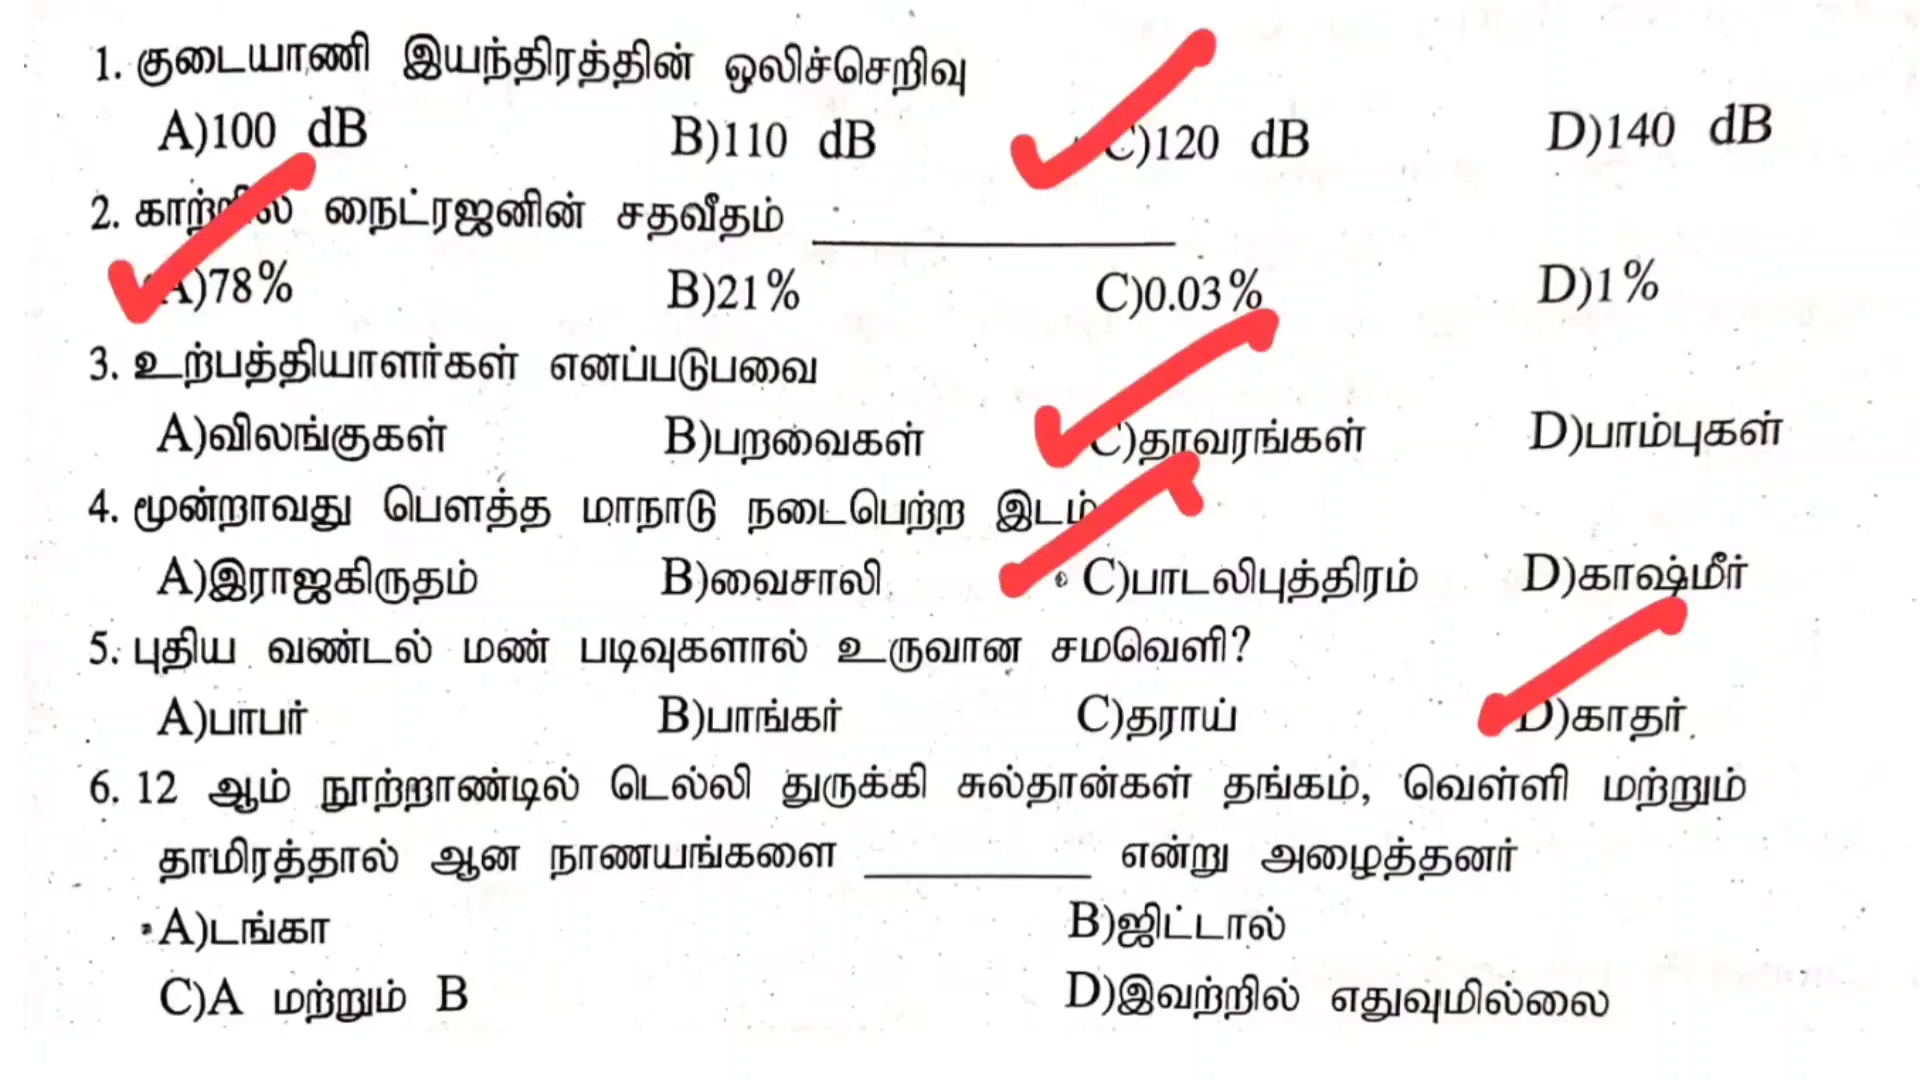 1. குடையாணி இயந்திரத்தின் ஒலிச்செறிவு
A)100 dB B)110 dB C)120 dB D)140 dB
2. காற்றில் நைட்ரஜனின் சதவீதம் ____________
A)78% B)21% C)0.03% D)1%
3. உற்பத்தியாளர்கள் எனப்படுபவை
A)விலங்குகள் B)பறவைகள் C)தாவரங்கள் D)பாம்புகள்
4. மூன்றாவது பௌத்த மாநாடு நடைபெற்ற இடம்
A)இராஜகிருதம் B)வைசாலி C)பாடலிபுத்திரம் D)காஷ்மீர்
5. புதிய வண்டல் மண் படிவுகளால் உருவான சமவெளி?
A)பாபர் B)பாங்கர் C)தராய் D)காதர்
6. 12 ஆம் நூற்றாண்டில் டெல்லி துருக்கி சுல்தான்கள் தங்கம், வெள்ளி மற்றும்
தாமிரத்தால் ஆன நாணயங்களை ________ என்று அழைத்தனர்
A)டங்கா B)ஜிட்டால்
C)A மற்றும் B D)இவற்றில் எதுவுமில்லை